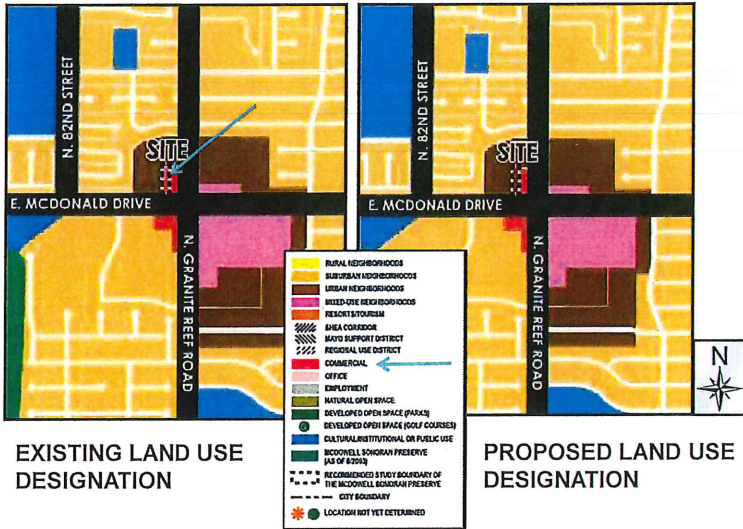 N. 82ND STREET
SITE
E. MCDONALD DRIVE
N. GRANITE REEF ROAD
EXISTING LAND USE
DESIGNATION
RURAL NEIGHBORHOODS
SUBURBAN NEIGHBORHOODS
URBAN NEIGHBORHOODS
MIXED-USE NEIGHBORHOODS
RESORTS/TOURISM
SHEA CORRIDOR
MAYO SUPPORT DISTRICT
REGIONAL USE DISTRICT
COMMERCIAL
OFFICE
EMPLOYMENT
NATURAL OPEN SPACE
DEVELOPED OPEN SPACE (PARKS)
DEVELOPED OPEN SPACE (GOLF COURSES)
CULTURAL/INSTITUTIONAL OR PUBLIC USE
MCDOWELL SONORAN PRESERVE
(AS OF 8/2003)
RECOMMENDED STUDY BOUNDARY OF
THE MCDOWELL SONORAN PRESERVE
CITY BOUNDARY
LOCATION NOT YET DETERMINED
N. 82ND STREET
SITE
E. MCDONALD DRIVE
N. GRANITE REEF ROAD
N
PROPOSED LAND USE
DESIGNATION